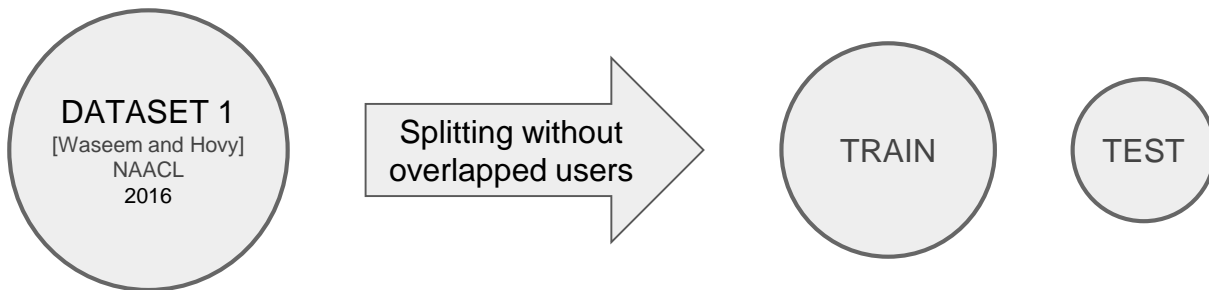 DATASET 1
[Waseem and Hovy]
NAACL
2016
Splitting without
overlapped users
TRAIN
TEST